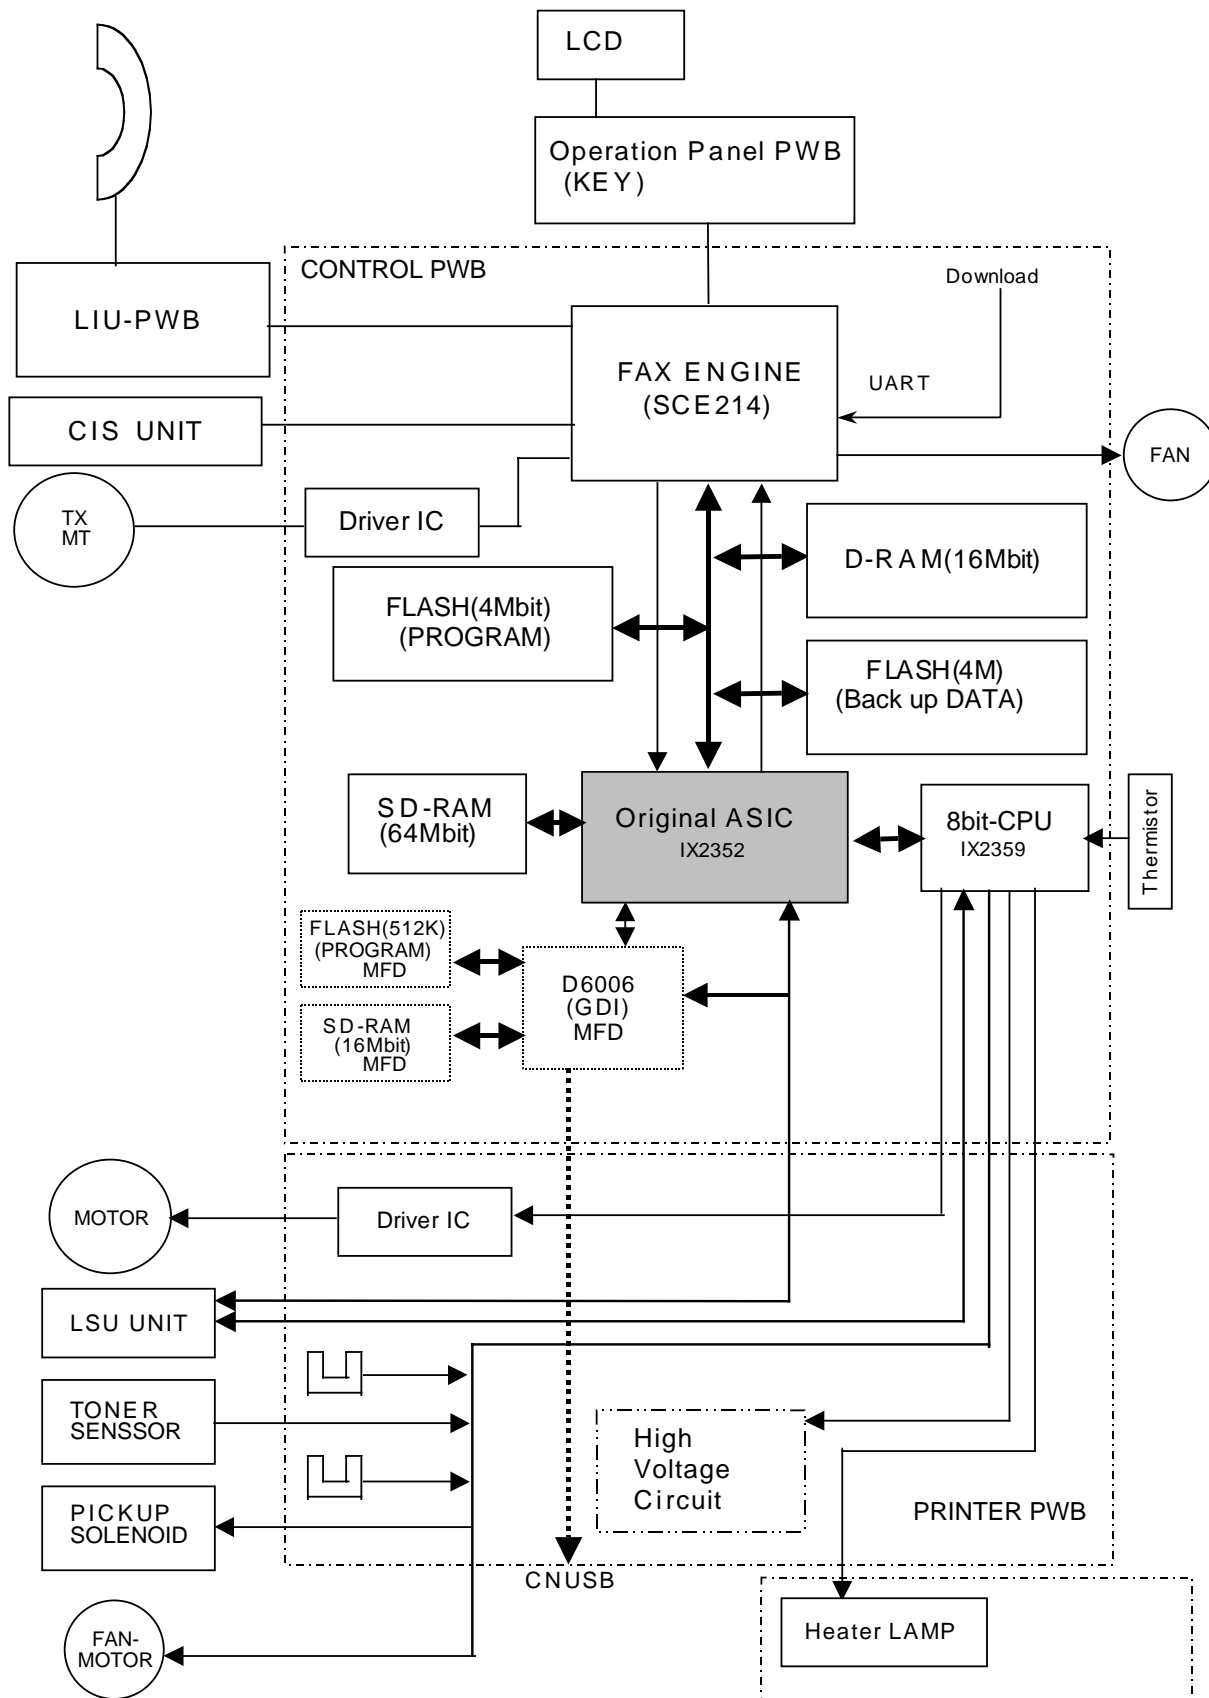 LCD
Operation Panel PWB
(KEY)
CONTROL PWB
Download
LIU-PWB
FAX ENGINE
(SCE214)
UART
CIS UNIT
FAN
TX
MT
Driver IC
D-RAM(16Mbit)
FLASH(4Mbit)
(PROGRAM)
FLASH(4M)
(Back up DATA)
SD-RAM
(64Mbit)
Original ASIC
IX2352
8bit-CPU
IX2359
Thermistor
FLASH(512K)
(PROGRAM)
MFD
D6006
(GDI)
MFD
SD-RAM
(16Mbit)
MFD
MOTOR
Driver IC
LSU UNIT
TONER
SENSSOR
High
Voltage
Circuit
PICKUP
SOLENOID
PRINTER PWB
CNUSB
Heater LAMP
FAN-
MOTOR